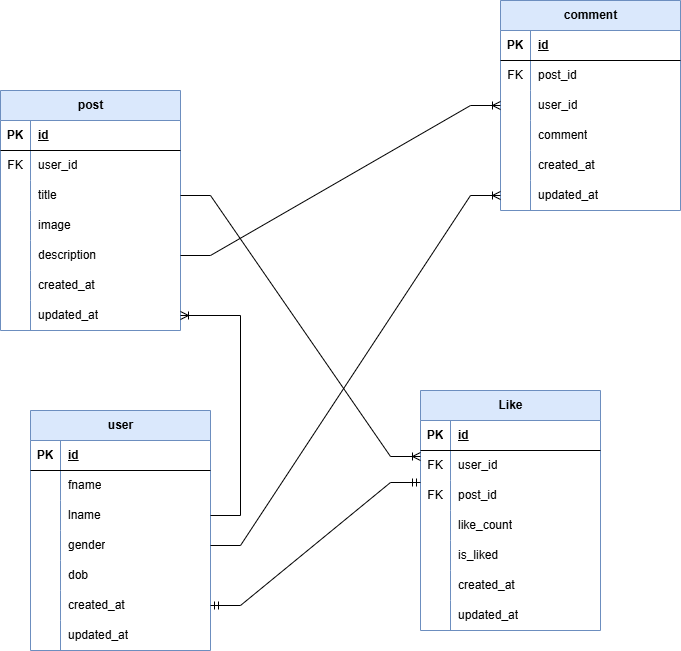 comment
PK id
FK post_id
user_id
comment
created_at
updated_at
post
PK id
FK user_id
title
image
description
created_at
updated_at
user
PK id
fname
lname
gender
dob
created_at
updated_at
Like
PK id
FK user_id
FK post_id
like_count
is_liked
created_at
updated_at